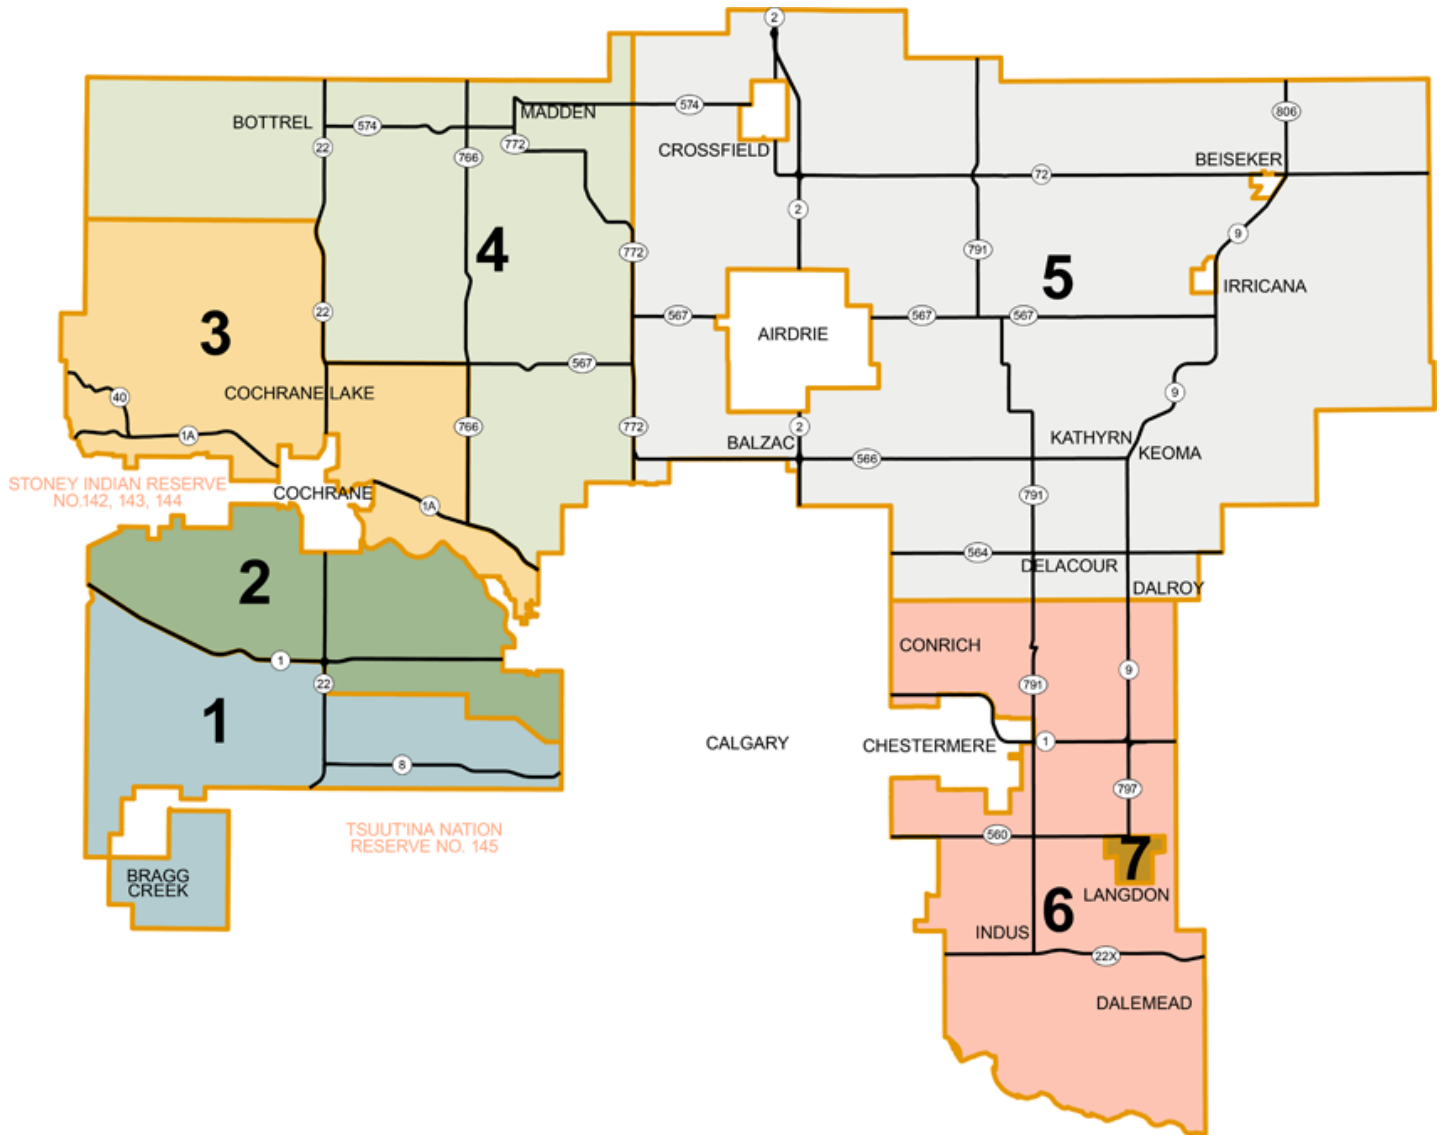 2
574
MADDEN
806
BOTTREL
574
772
22
766
CROSSFIELD
BEISEKER
72
2
9
4
772
791
5
IRRICANA
3
22
567
567
567
AIRDRIE
567
40
COCHRANE LAKE
9
1A
766
772
2
BALZAC
KATHYRN
KEOMA
566
STONEY INDIAN RESERVE
NO.142, 143, 144
COCHRANE
1A
791
564
DELACOUR
2
DALROY
CONRICH
1
22
791
9
1
CALGARY
CHESTERMERE
1
8
797
TSUUT'INA NATION
RESERVE NO. 145
560
7
BRAGG
CREEK
LANGDON
6
INDUS
22X
DALEMEAD